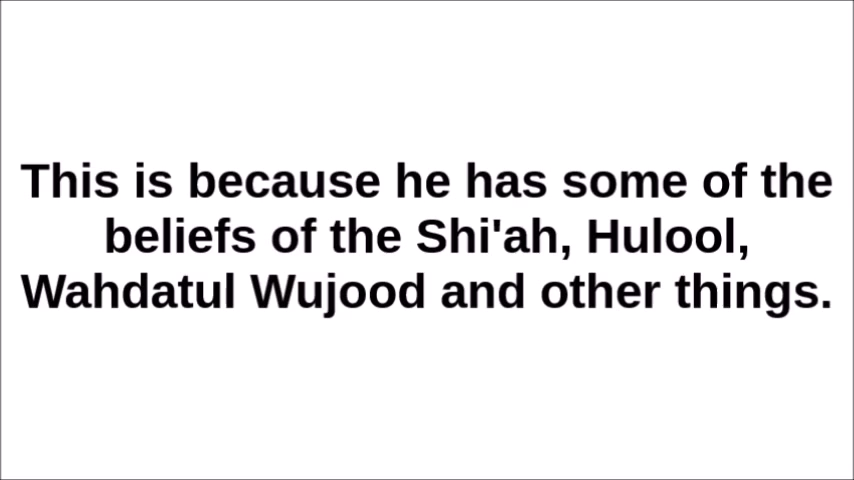 This is because he has some of the
beliefs of the Shi'ah, Hulool,
Wahdatul Wujood and other things.